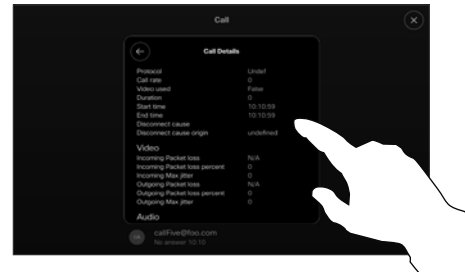 Call
Call Details
Protocol Undef
Call rate 0
Video used False
Duration 0
Start time 10:10:59
End time 10:10:59
Disconnect cause
Disconnect cause origin undefined
Video
Incoming Packet loss N/A
Incoming Packet loss percent 0
Incoming Max jitter 0
Outgoing Packet loss N/A
Outgoing Packet loss percent 0
Outgoing Max jitter 0
Audio
callFive@foo.com
No answer 10:10